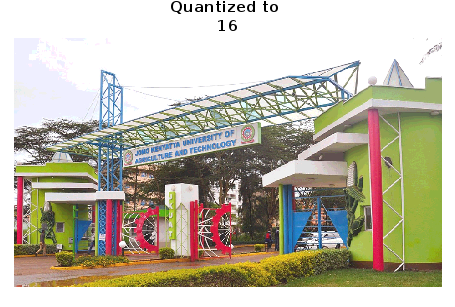 Quantized to
16
JOMO KENYATTA UNIVERSITY OF
AGRICULTURE AND TECHNOLOGY